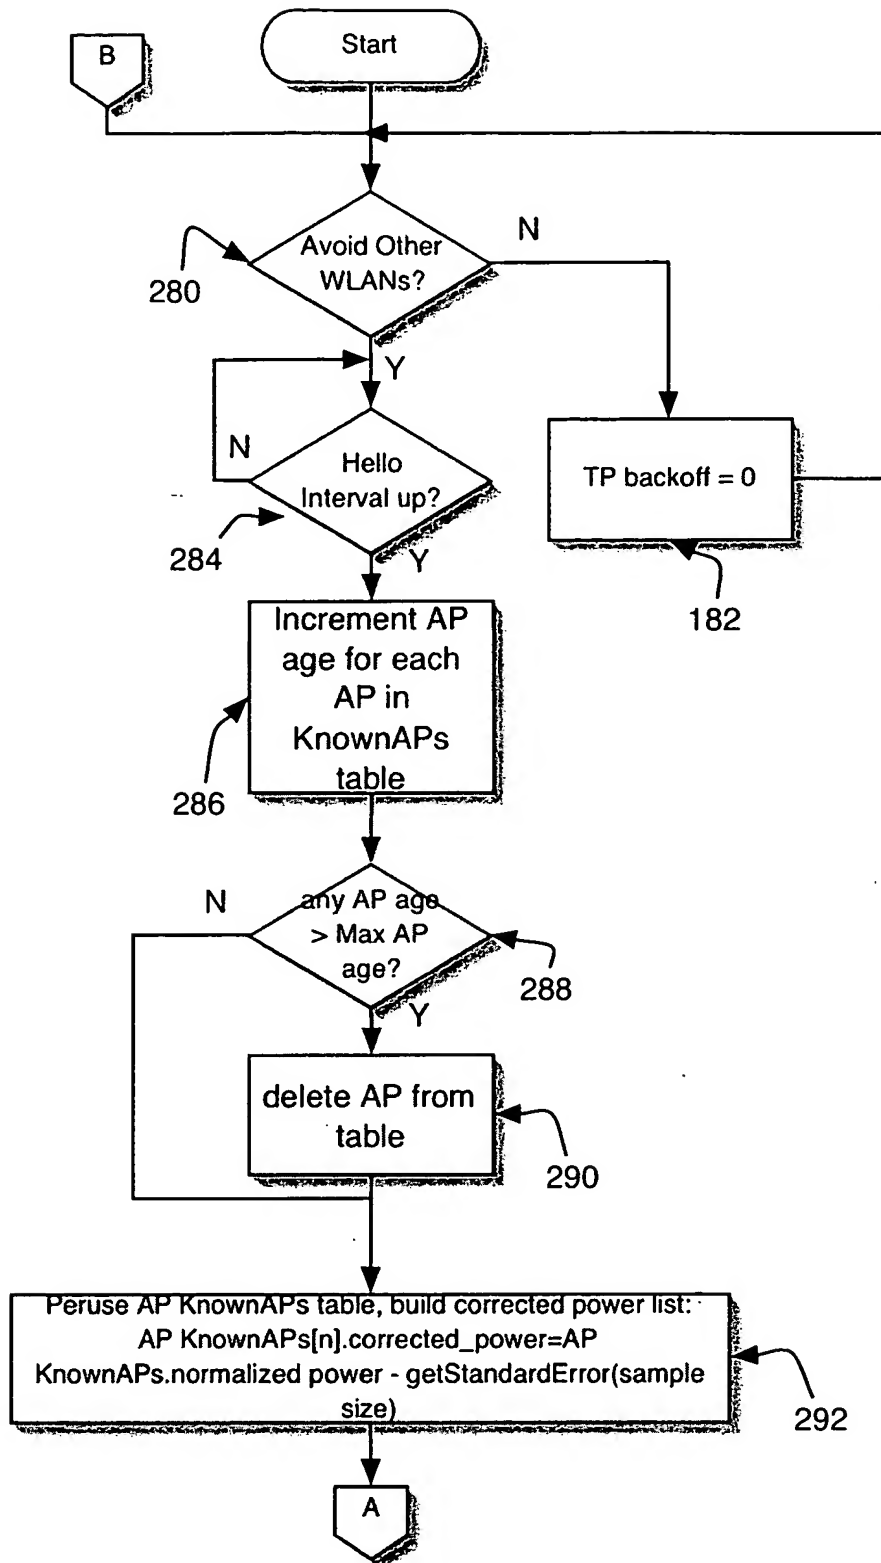 B
Start
Avoid Other
WLANs?
N
280
Y
N
Hello
Interval up?
TP backoff = 0
284
Y
182
Increment AP
age for each
AP in
KnownAPs
table
286
N
any AP age
> Max AP
age?
288
Y
delete AP from
table
290
Peruse AP KnownAPs table, build corrected power list:
AP KnownAPs[n].corrected_power=AP
KnownAPs.normalized power - getStandardError(sample
size)
292
A